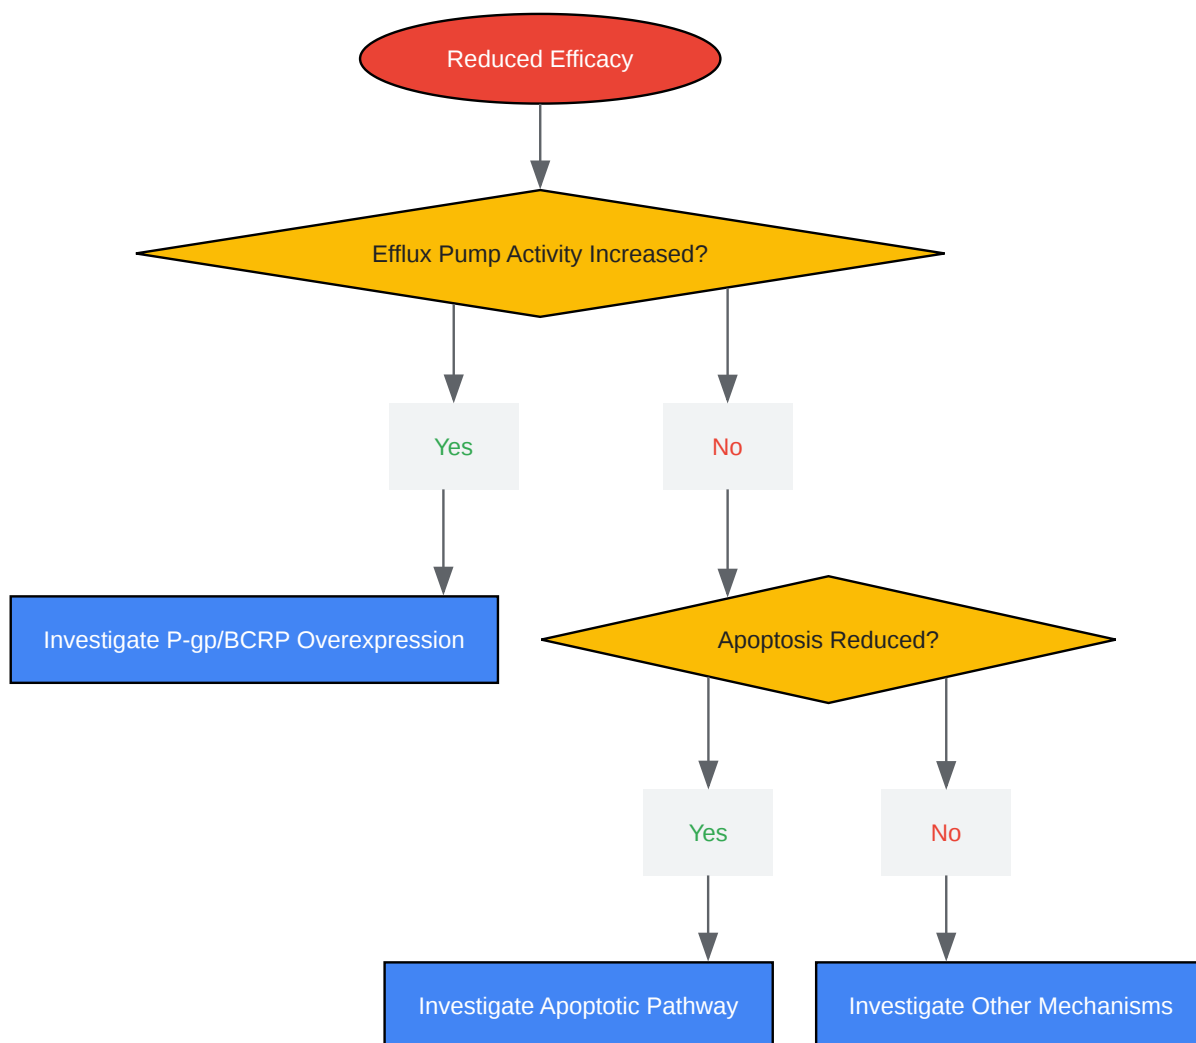 Reduced Efficacy
Efflux Pump Activity Increased?
Yes
No
Investigate P-gp/BCRP Overexpression
Apoptosis Reduced?
Yes
No
Investigate Apoptotic Pathway
Investigate Other Mechanisms